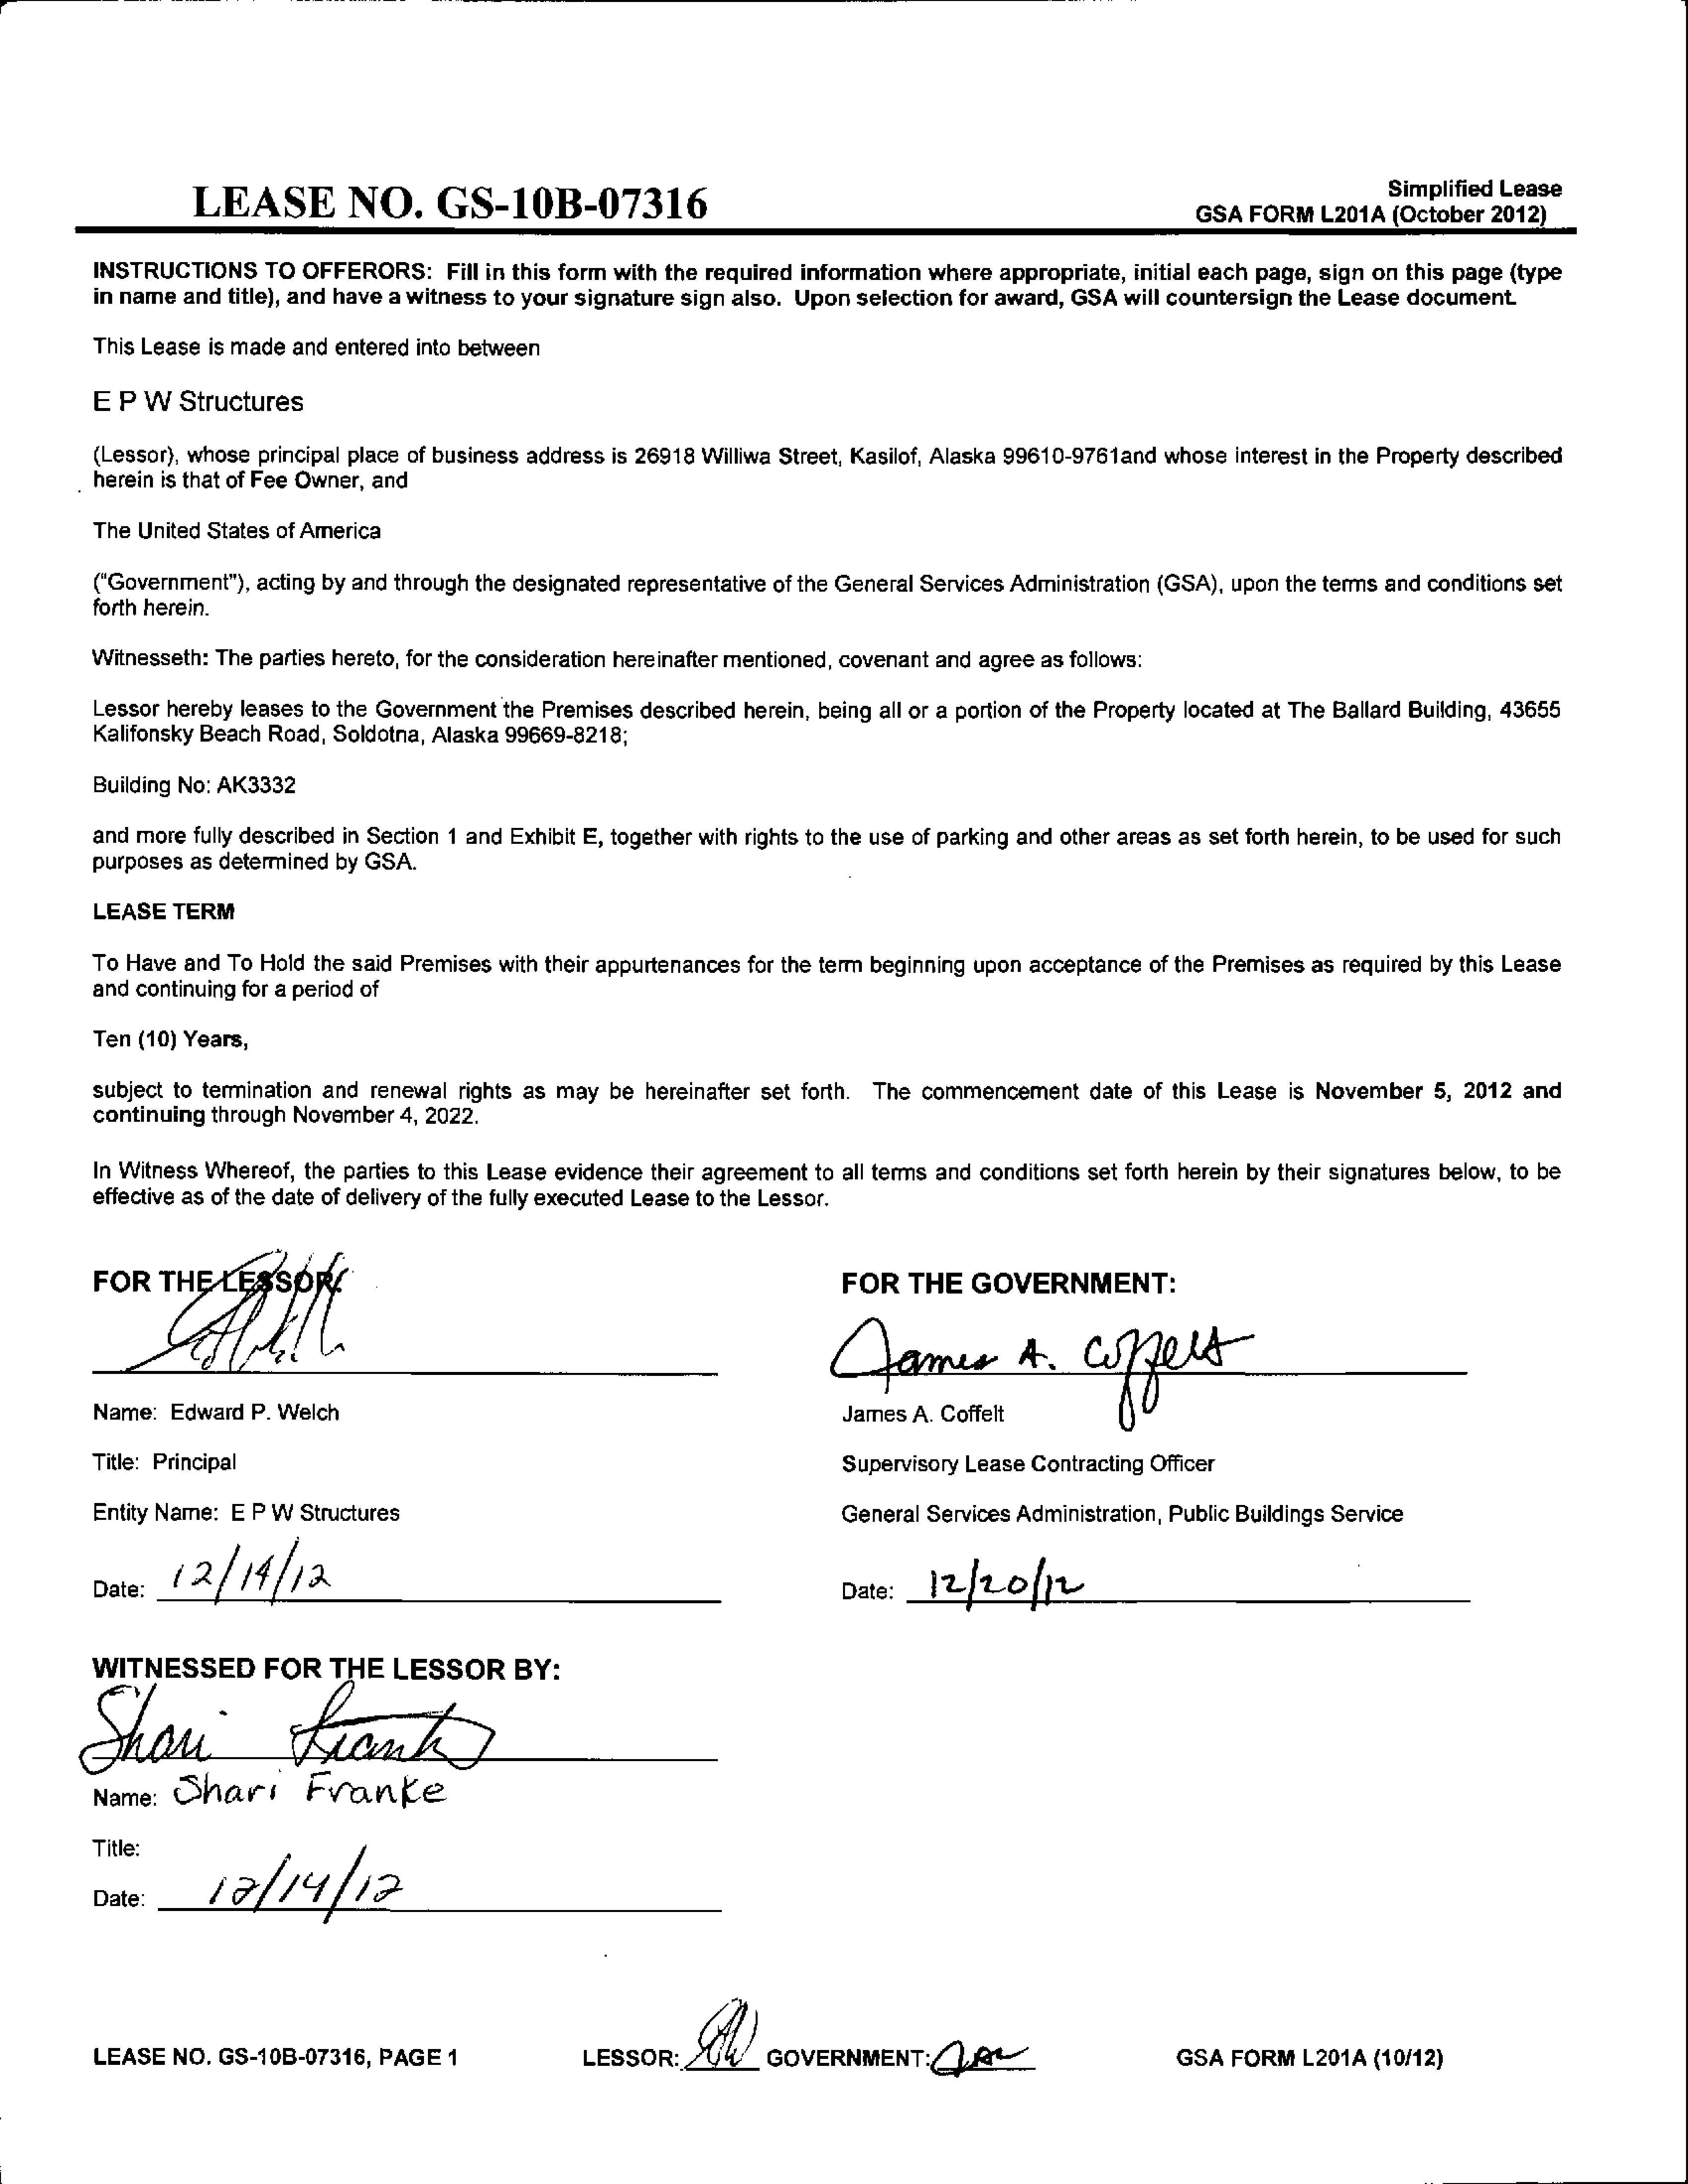 LEASE NO. GS-10B-07316
Simplified Lease
GSA FORM L201A (October 2012)
INSTRUCTIONS TO OFFERORS: Fill in this form with the required information where appropriate, initial each page, sign on this page (type
in name and title), and have a witness to your signature sign also. Upon selection for award, GSA will countersign the Lease document.
This Lease is made and entered into between
E P W Structures
(Lessor), whose principal place of business address is 26918 Williwa Street, Kasilof, Alaska 99610-9761and whose interest in the Property described
herein is that of Fee Owner, and
The United States of America
("Government"), acting by and through the designated representative of the General Services Administration (GSA), upon the terms and conditions set
forth herein.
Witnesseth: The parties hereto, for the consideration hereinafter mentioned, covenant and agree as follows:
Lessor hereby leases to the Government the Premises described herein, being all or a portion of the Property located at The Ballard Building, 43655
Kalifonsky Beach Road, Soldotna, Alaska 99669-8218;
Building No: AK3332
and more fully described in Section 1 and Exhibit E, together with rights to the use of parking and other areas as set forth herein, to be used for such
purposes as determined by GSA.
LEASE TERM
To Have and To Hold the said Premises with their appurtenances for the term beginning upon acceptance of the Premises as required by this Lease
and continuing for a period of
Ten (10) Years,
subject to termination and renewal rights as may be hereinafter set forth. The commencement date of this Lease is November 5, 2012 and
continuing through November 4, 2022.
In Witness Whereof, the parties to this Lease evidence their agreement to all terms and conditions set forth herein by their signatures below, to be
effective as of the date of delivery of the fully executed Lease to the Lessor.
FOR THE LESSOR:
FOR THE GOVERNMENT:
James A. Coffelt
Name: Edward P. Welch
James A. Coffelt
Title: Principal
Supervisory Lease Contracting Officer
Entity Name: E P W Structures
General Services Administration, Public Buildings Service
Date: 12/14/12
Date: 12/20/12
WITNESSED FOR THE LESSOR BY:
Shari Franke
Name: Shari Franke
Title:
Date: 12/14/12
LEASE NO. GS-10B-07316, PAGE 1
LESSOR: GOVERNMENT:
GSA FORM L201A (10/12)